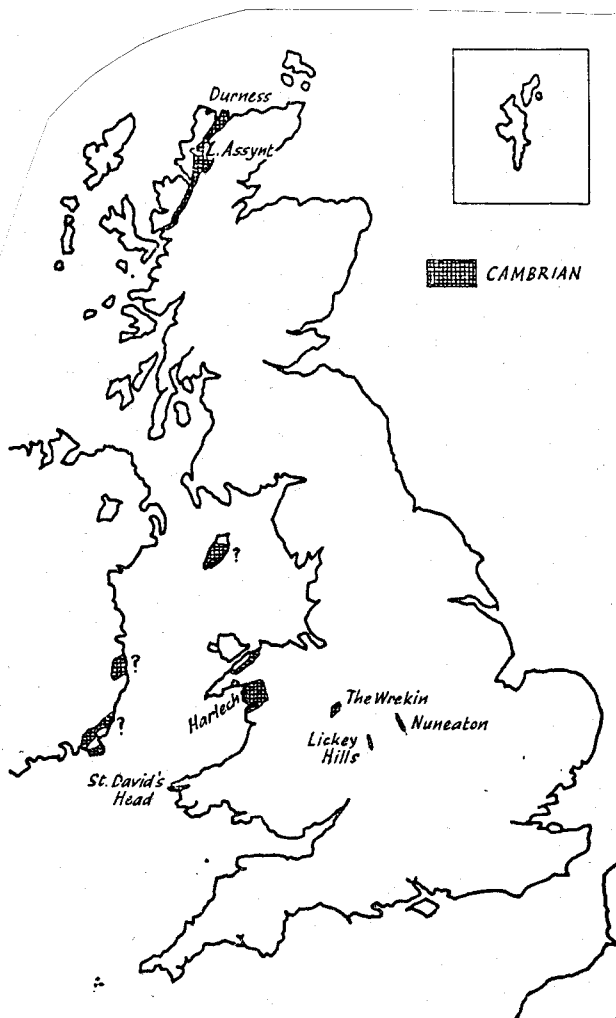 Durness
L. Assynt
CAMBRIAN
?
?
?
Harlech
The Wrekin
Nuneaton
Lickey
Hills
St. David's
Head